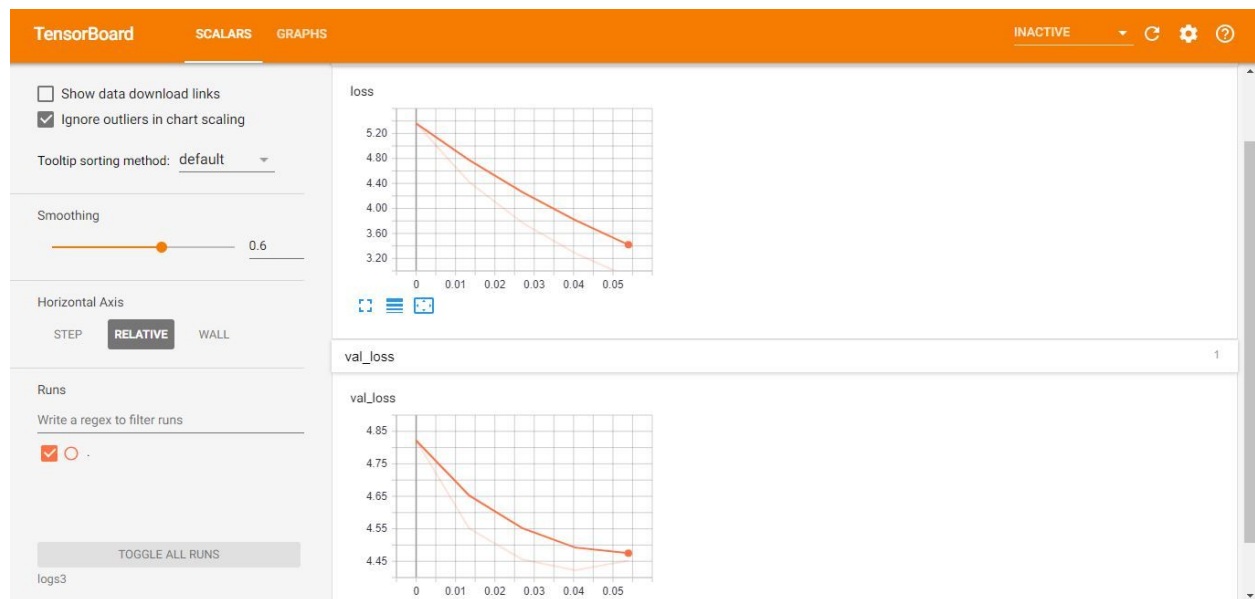 TensorBoard SCALARS GRAPHS INACTIVE
Show data download links
Ignore outliers in chart scaling
Tooltip sorting method: default
Smoothing
0.6
Horizontal Axis
STEP RELATIVE WALL
Runs
Write a regex to filter runs
.
TOGGLE ALL RUNS
logs3
loss
5.20
4.80
4.40
4.00
3.60
3.20
0 0.01 0.02 0.03 0.04 0.05
val_loss 1
val_loss
4.85
4.75
4.65
4.55
4.45
0 0.01 0.02 0.03 0.04 0.05